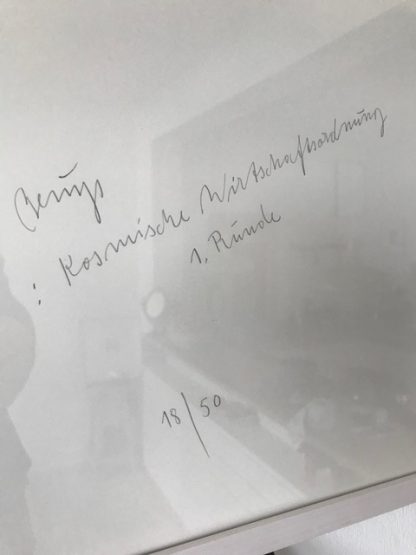 Beuys
: Kosmische Wirtschaftsordnung
1. Runde
18/50